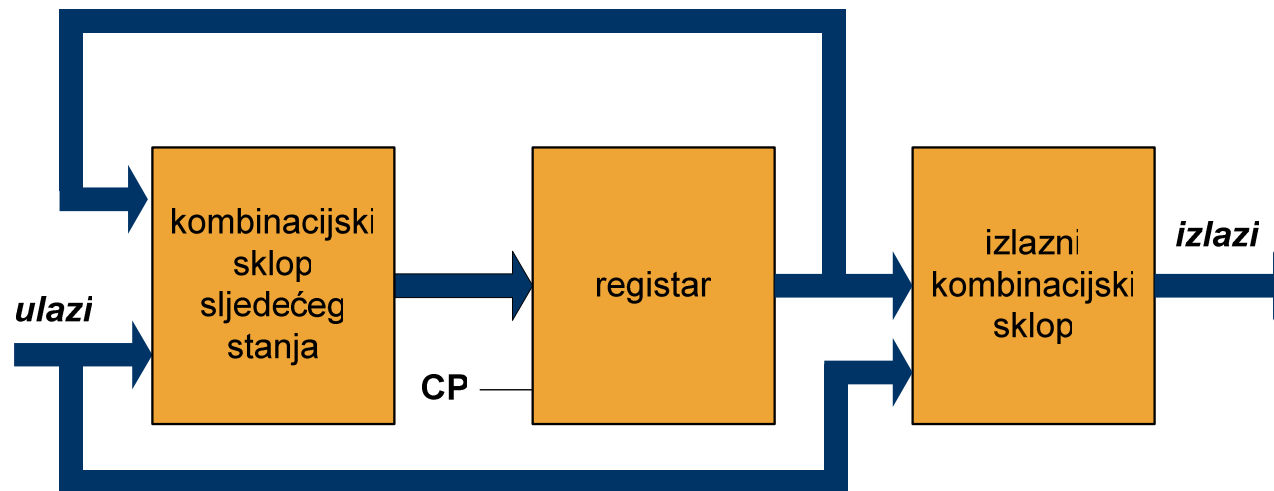 ulazi
kombinacijski
sklop
sljedećeg
stanja
CP
registar
izlazni
kombinacijski
sklop
izlazi